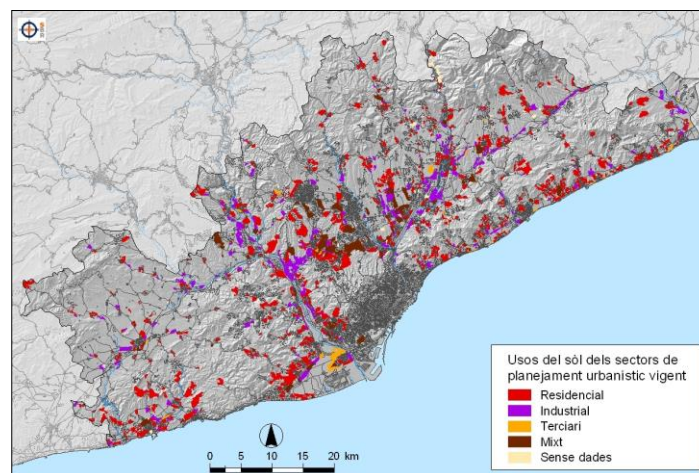 Usos del sòl dels sectors de
planejament urbanístic vigent
Residencial
Industrial
Terciari
Mixt
Sense dades
0 5 10 15 20 km